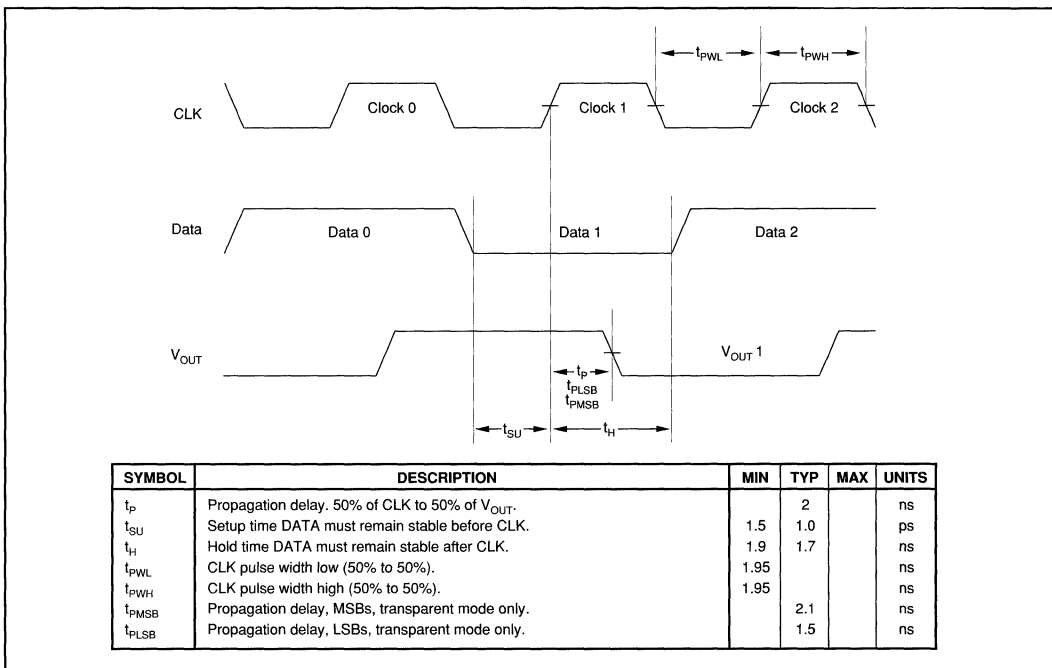 t_PWL t_PWH
CLK Clock 0 Clock 1 Clock 2
Data Data 0 Data 1 Data 2
V_OUT V_OUT 1
t_P
t_PLSB
t_PMSB
t_SU t_H
SYMBOL DESCRIPTION MIN TYP MAX UNITS
t_P Propagation delay. 50% of CLK to 50% of V_OUT. 2 ns
t_SU Setup time DATA must remain stable before CLK. 1.5 1.0 ps
t_H Hold time DATA must remain stable after CLK. 1.9 1.7 ns
t_PWL CLK pulse width low (50% to 50%). 1.95 ns
t_PWH CLK pulse width high (50% to 50%). 1.95 ns
t_PMSB Propagation delay, MSBs, transparent mode only. 2.1 ns
t_PLSB Propagation delay, LSBs, transparent mode only. 1.5 ns